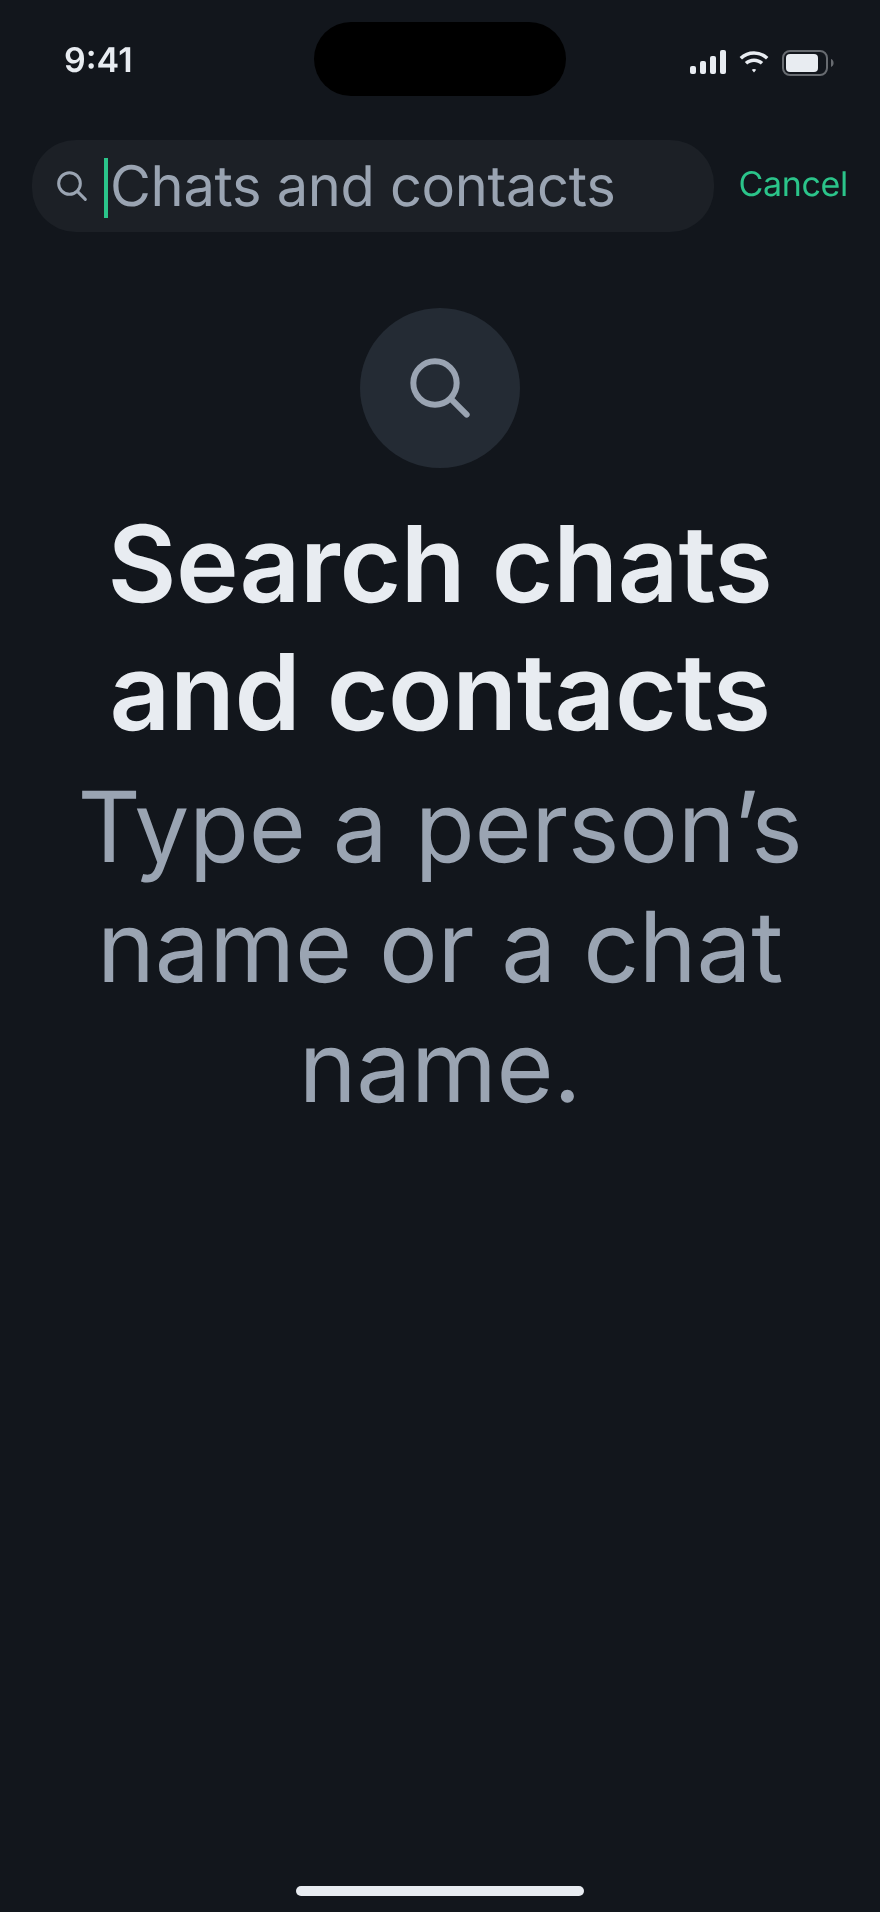 9:41
Chats and contacts
Cancel
Search chats
and contacts
Type a person’s
name or a chat
name.